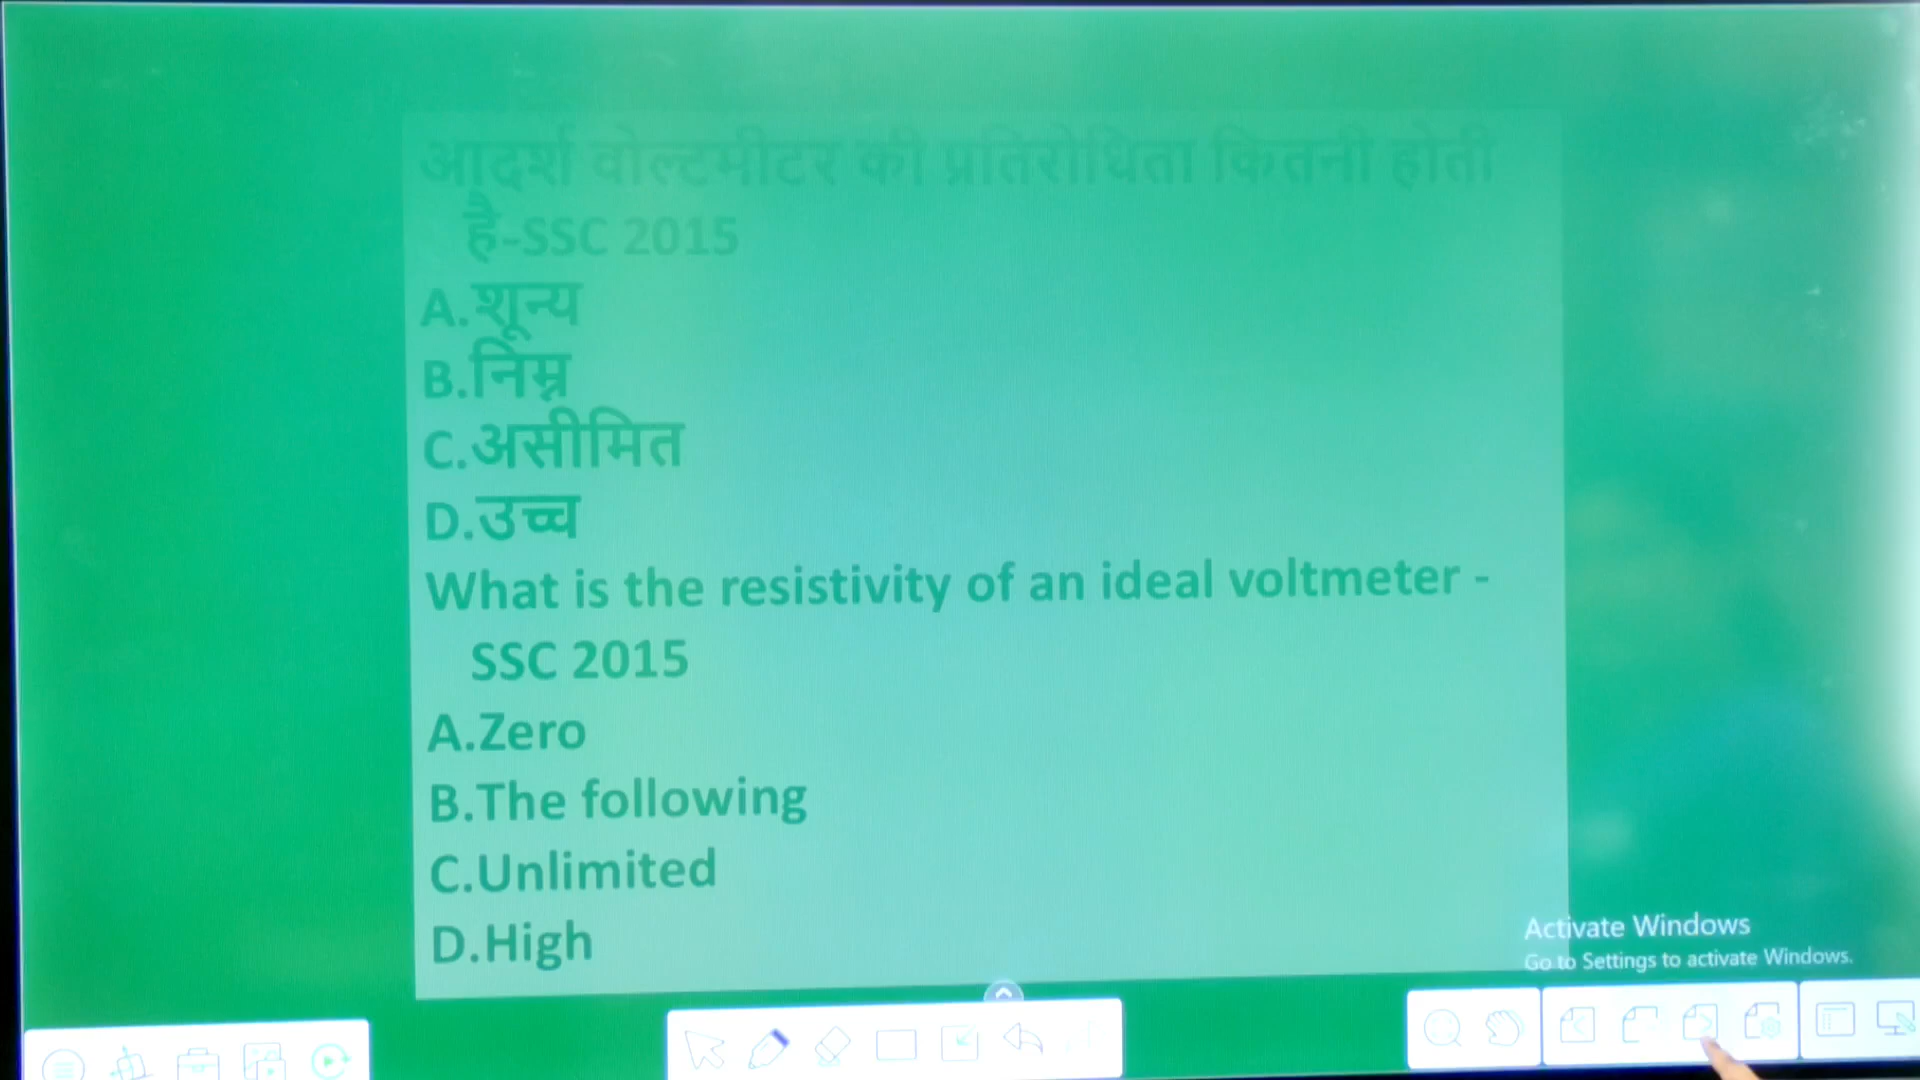 आदर्श वोल्टमीटर की प्रतिरोधिता कितनी होती
है-SSC 2015
A.शून्य
B.निम्न
C.असीमित
D.उच्च
What is the resistivity of an ideal voltmeter -
SSC 2015
A.Zero
B.The following
C.Unlimited
D.High
Activate Windows
Go to Settings to activate Windows.